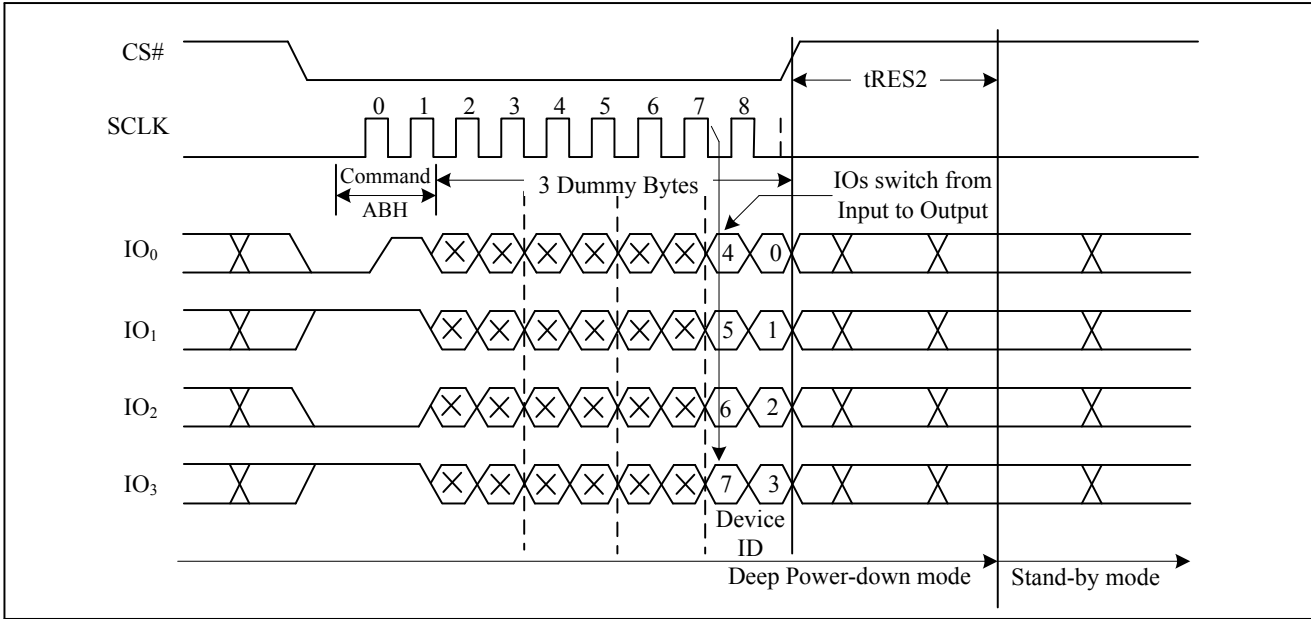 CS#
tRES2
0 1 2 3 4 5 6 7 8
SCLK
Command
ABH
3 Dummy Bytes
IOs switch from
Input to Output
IO₀ 4 0
IO₁ 5 1
IO₂ 6 2
IO₃ 7 3
Device
ID
Deep Power-down mode Stand-by mode